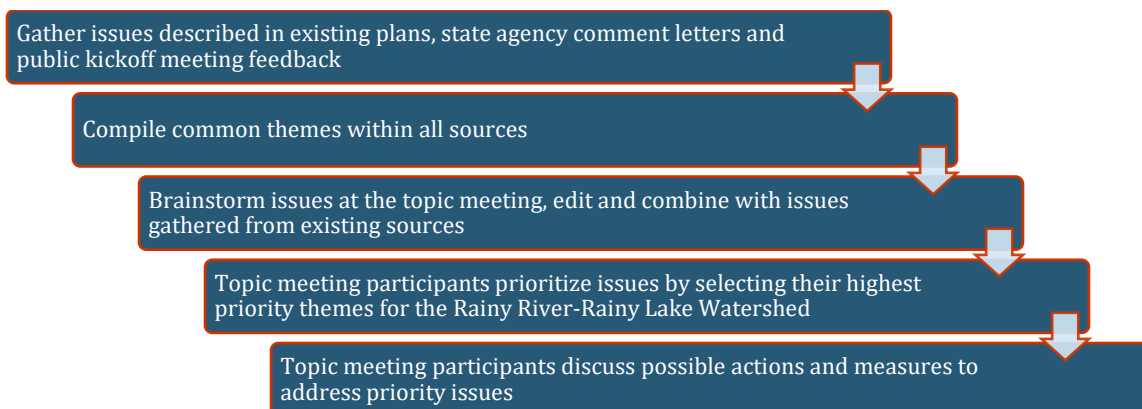 Gather issues described in existing plans, state agency comment letters and
public kickoff meeting feedback
Compile common themes within all sources
Brainstorm issues at the topic meeting, edit and combine with issues
gathered from existing sources
Topic meeting participants prioritize issues by selecting their highest
priority themes for the Rainy River-Rainy Lake Watershed
Topic meeting participants discuss possible actions and measures to
address priority issues